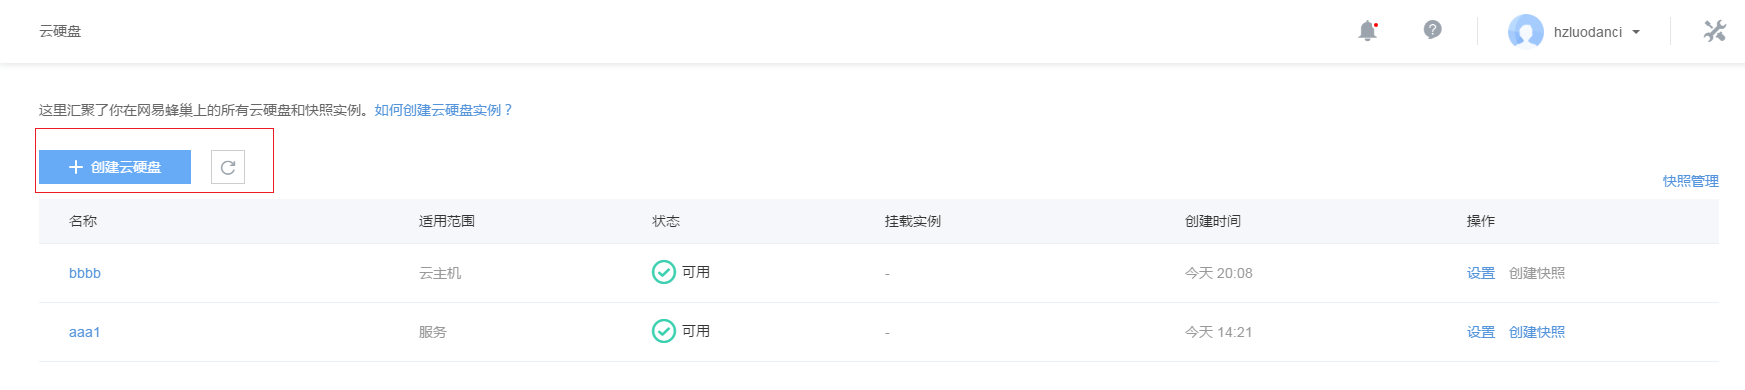 云硬盘
hzluodanci
这里汇聚了你在网易蜂巢上的所有云硬盘和快照实例。如何创建云硬盘实例？
创建云硬盘
快照管理
名称 适用范围 状态 挂载实例 创建时间 操作
bbbb 云主机 可用 - 今天 20:08 设置 创建快照
aaa1 服务 可用 - 今天 14:21 设置 创建快照